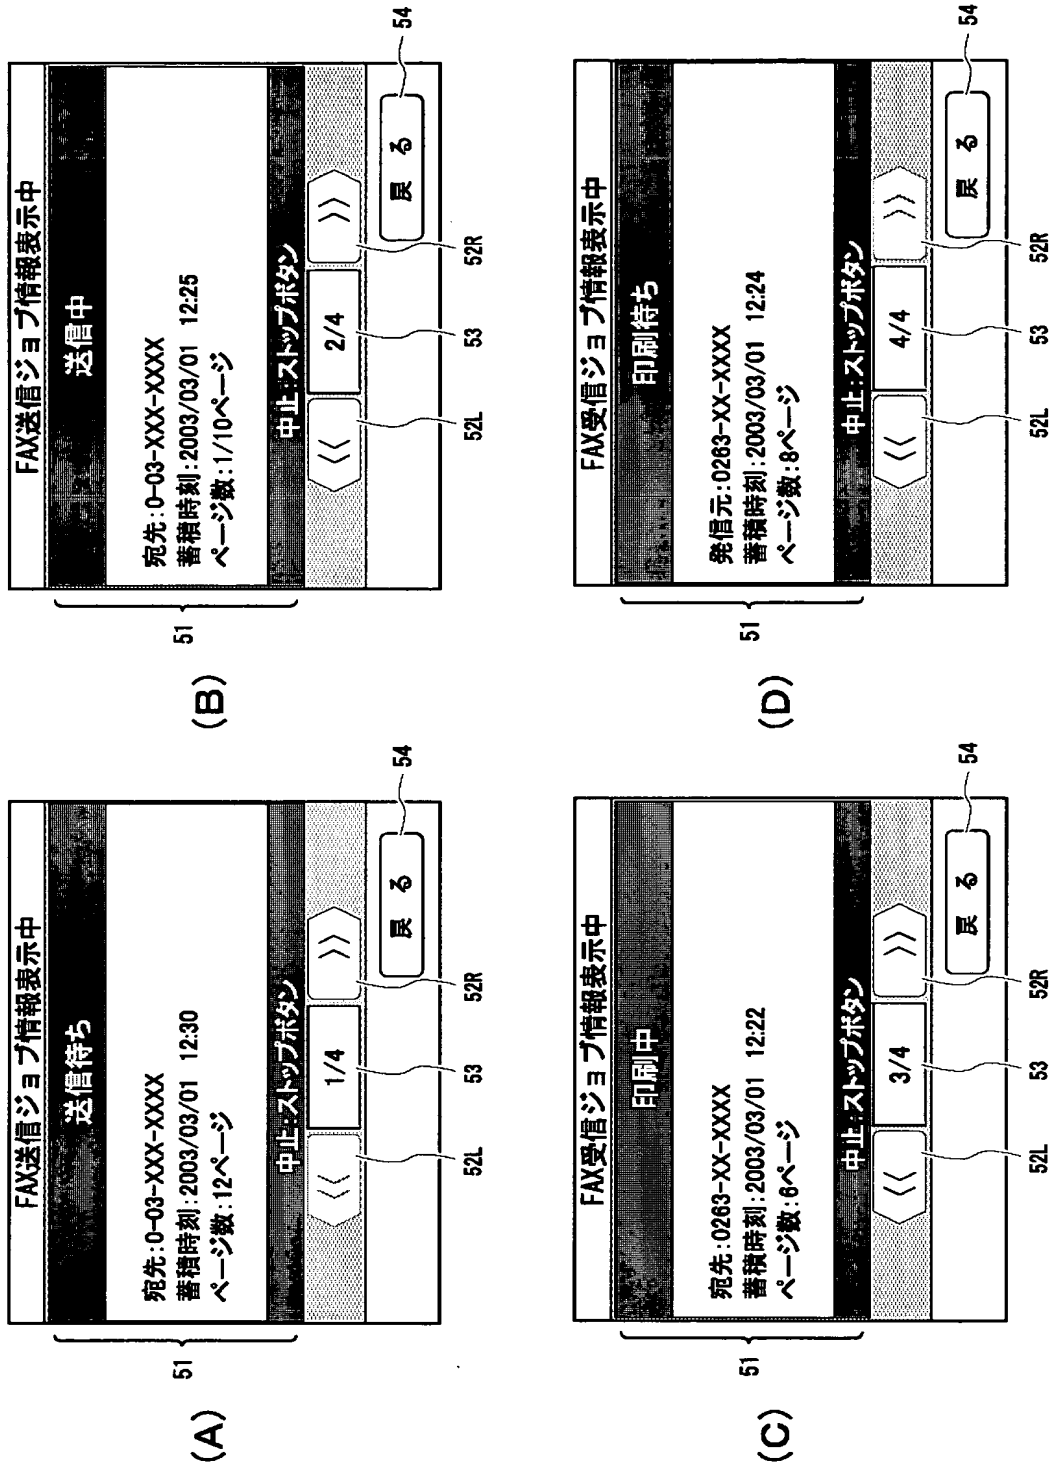 (A)
FAX送信ジョブ情報表示中
送信待ち
宛先:0-03-XXX-XXXX
蓄積時刻:2003/03/01 12:30
ページ数:12ページ
中止:ストップボタン
1/4
戻る
51
52L
53
52R
54
(B)
FAX送信ジョブ情報表示中
送信中
宛先:0-03-XXX-XXXX
蓄積時刻:2003/03/01 12:25
ページ数:1/10ページ
中止:ストップボタン
2/4
戻る
51
52L
53
52R
54
(C)
FAX受信ジョブ情報表示中
印刷中
宛先:0263-XX-XXXX
蓄積時刻:2003/03/01 12:22
ページ数:6ページ
中止:ストップボタン
3/4
戻る
51
52L
53
52R
54
(D)
FAX受信ジョブ情報表示中
印刷待ち
発信元:0263-XX-XXXX
蓄積時刻:2003/03/01 12:24
ページ数:8ページ
中止:ストップボタン
4/4
戻る
51
52L
53
52R
54